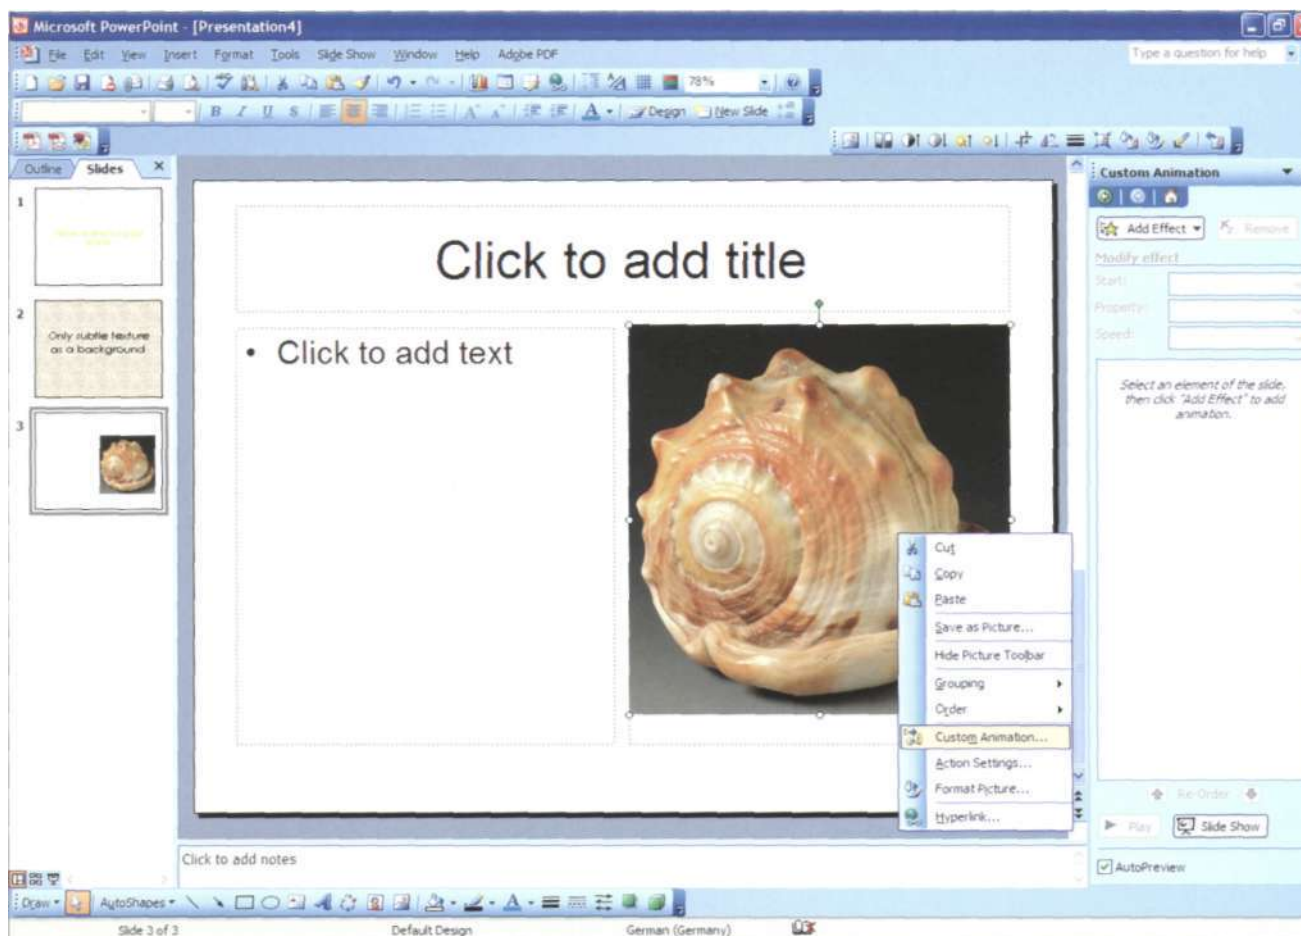 Microsoft PowerPoint - [Presentation4]
File Edit View Insert Format Tools Slide Show Window Help Adobe PDF
Type a question for help
78%
B I U S
Design New Slide
Outline Slides
Custom Animation
1
2
Only subtle texture
as a background
3
Click to add title
• Click to add text
Add Effect
Remove
Modify effect
Start:
Property:
Speed:
Select an element of the slide,
then click "Add Effect" to add
animation.
Cut
Copy
Paste
Save as Picture...
Hide Picture Toolbar
Grouping
Order
Custom Animation...
Action Settings...
Format Picture...
Hyperlink...
Re-Order
Play
Slide Show
AutoPreview
Click to add notes
Draw AutoShapes
Slide 3 of 3
Default Design
German (Germany)